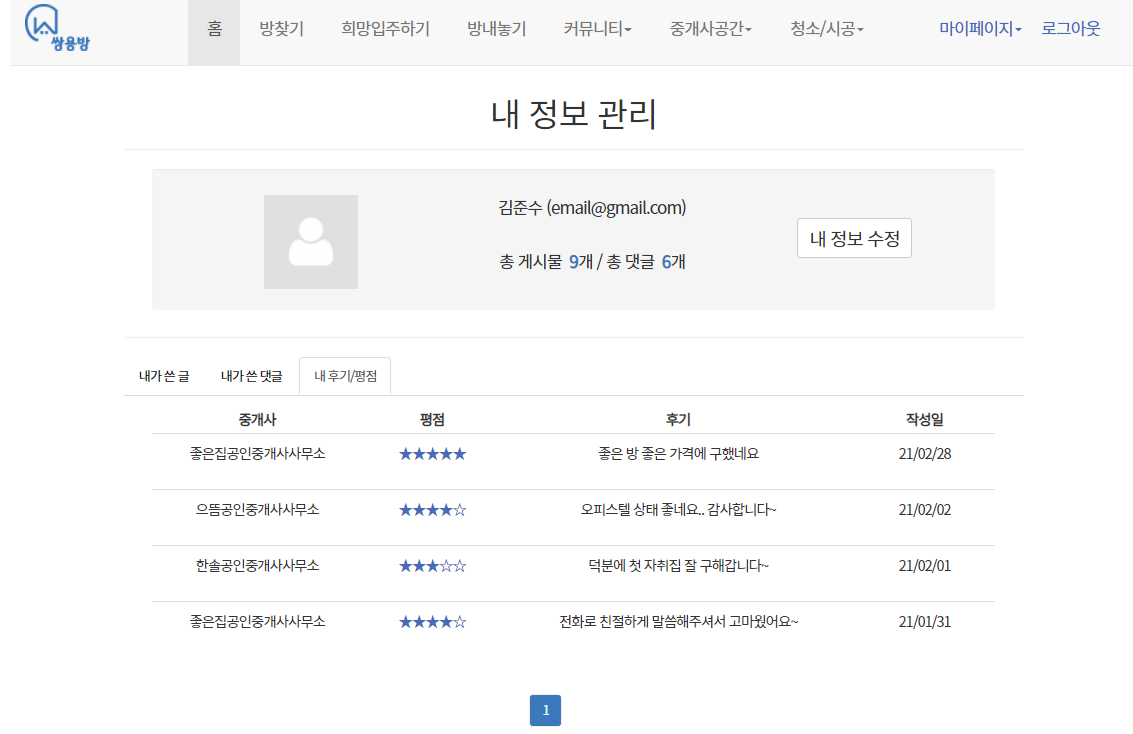 쌍용방
홈 방찾기 희망입주하기 방내놓기 커뮤니티 중개사공간 청소/시공 마이페이지 로그아웃
내 정보 관리
김준수 (email@gmail.com)
총 게시물 9개 / 총 댓글 6개
내 정보 수정
내가 쓴 글 내가 쓴 댓글 내 후기/평점
중개사 평점 후기 작성일
좋은집공인중개사사무소 ★★★★★ 좋은 방 좋은 가격에 구했네요 21/02/28
으뜸공인중개사사무소 ★★★★☆ 오피스텔 상태 좋네요.. 감사합니다~ 21/02/02
한솔공인중개사사무소 ★★★☆☆ 덕분에 첫 자취집 잘 구해갑니다~ 21/02/01
좋은집공인중개사사무소 ★★★★☆ 전화로 친절하게 말씀해주셔서 고마웠어요~ 21/01/31
1